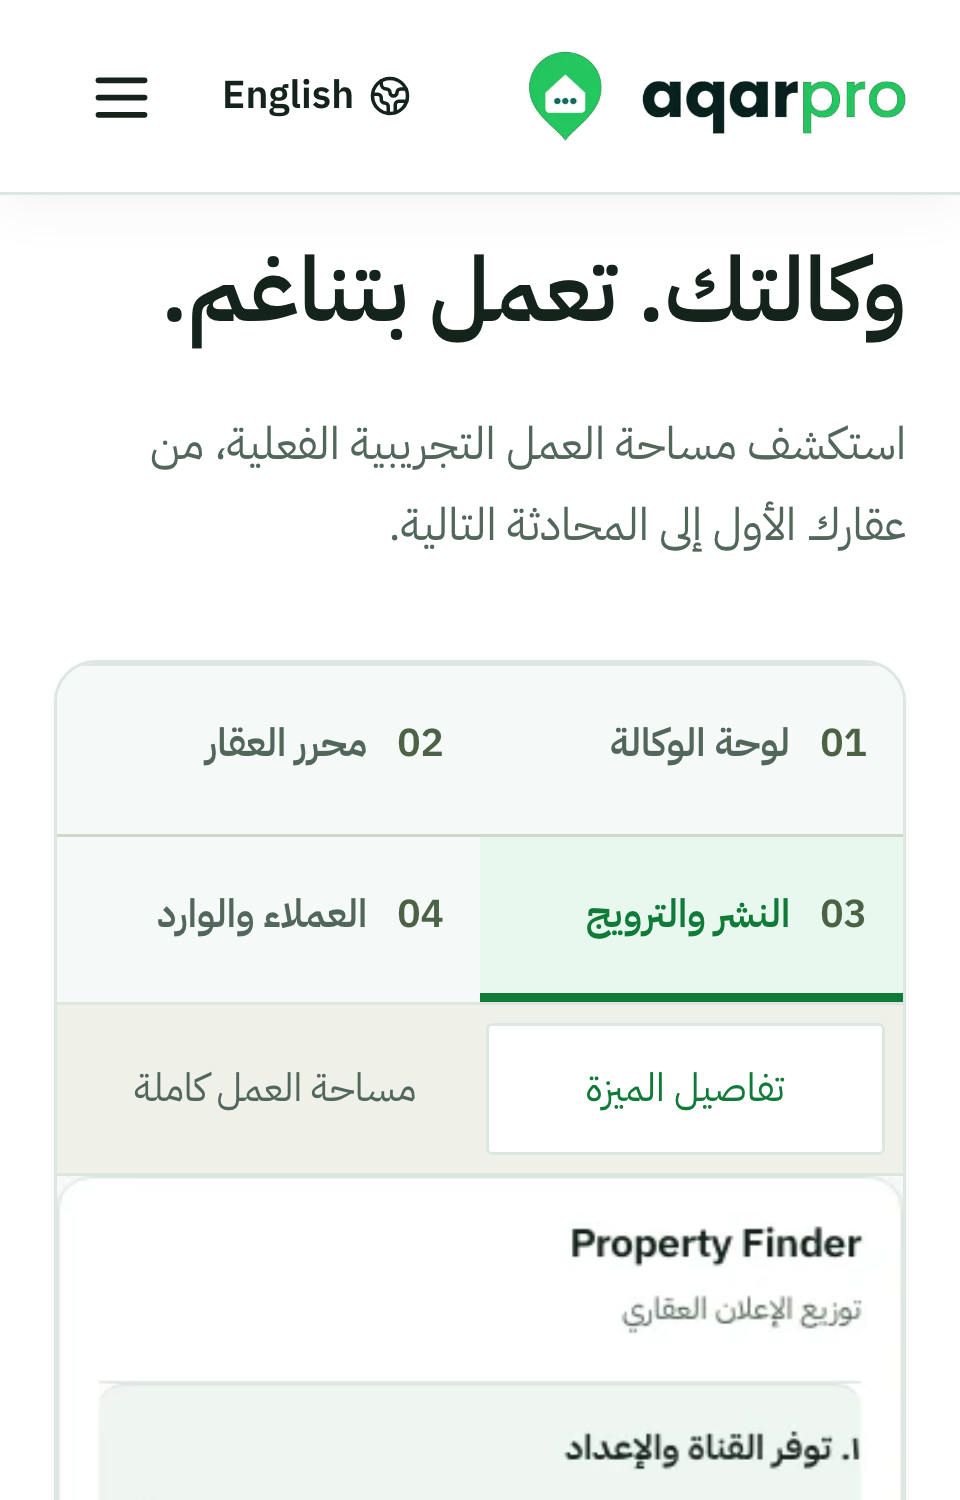 aqarpro
English
وكالتك. تعمل بتناغم.
استكشف مساحة العمل التجريبية الفعلية، من
عقارك الأول إلى المحادثة التالية.
01 لوحة الوكالة
02 محرر العقار
03 النشر والترويج
04 العملاء والوارد
تفاصيل الميزة
مساحة العمل كاملة
Property Finder
توزيع الإعلان العقاري
١. توفر القناة والإعداد